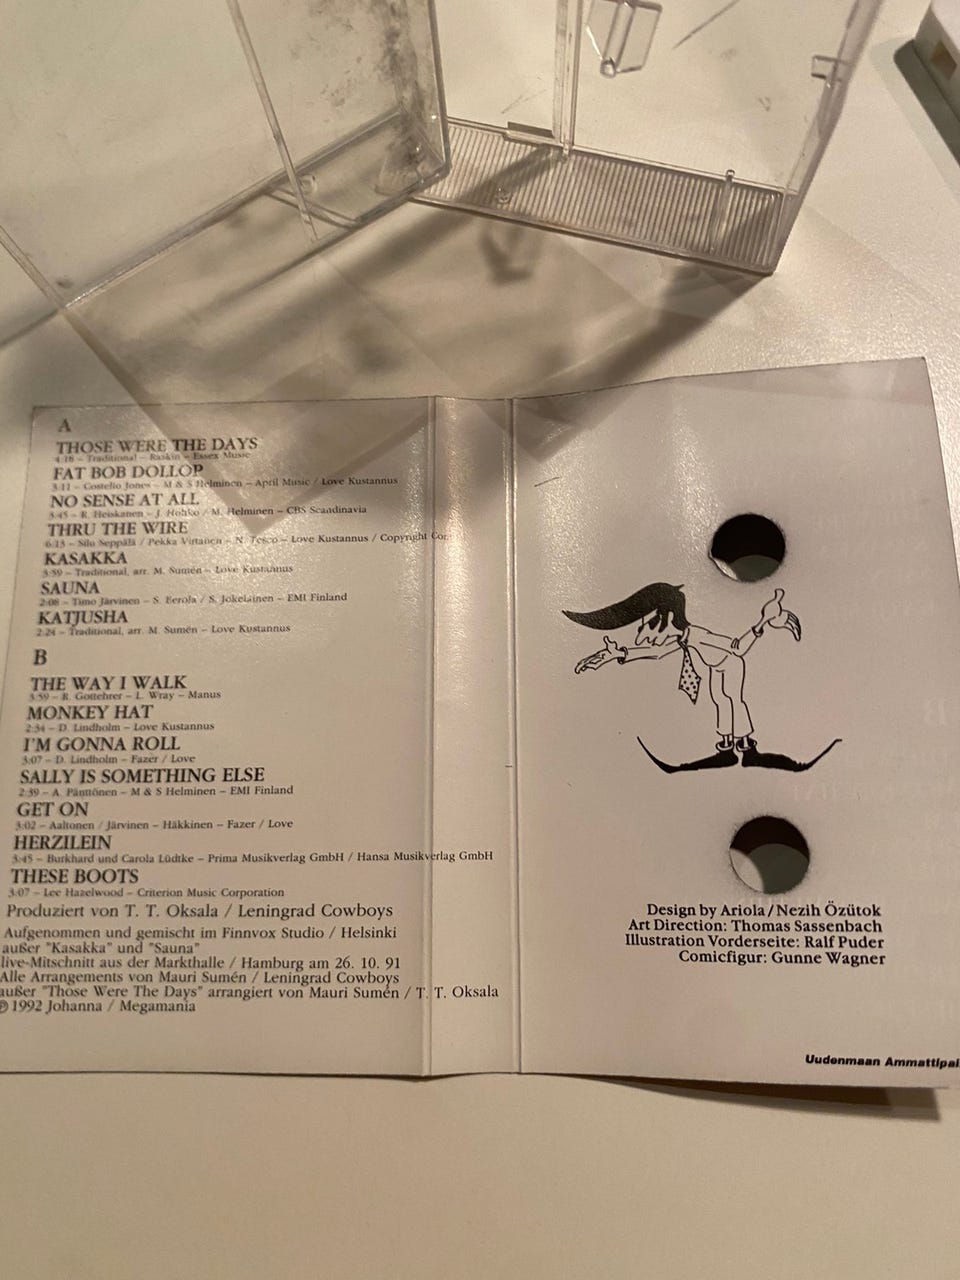 A
THOSE WERE THE DAYS
4:18 – Traditional – Raskin – Essex Music
FAT BOB DOLLOP
3:11 – Costello Jones – M & S Helminen – April Music / Love Kustannus
NO SENSE AT ALL
3:45 – R. Heiskanen – J. Hohko / M. Helminen – CBS Scandinavia
THRU THE WIRE
6:13 – Silu Seppälä / Pekka Virtanen – N. Tesco – Love Kustannus / Copyright Con.
KASAKKA
3:59 – Traditional, arr. M. Sumén – Love Kustannus
SAUNA
2:08 – Timo Järvinen – S. Eerola / S. Jokelainen – EMI Finland
KATJUSHA
2:24 – Traditional, arr. M. Sumén – Love Kustannus
B
THE WAY I WALK
3:59 – R. Gottehrer – L. Wray – Manus
MONKEY HAT
2:34 – D. Lindholm – Love Kustannus
I'M GONNA ROLL
3:07 – D. Lindholm – Fazer / Love
SALLY IS SOMETHING ELSE
2:39 – A. Pänttönen – M & S Helminen – EMI Finland
GET ON
3:02 – Aaltonen / Järvinen – Häkkinen – Fazer / Love
HERZILEIN
3:45 – Burkhard und Carola Lüdtke – Prima Musikverlag GmbH / Hansa Musikverlag GmbH
THESE BOOTS
3:07 – Lee Hazelwood – Criterion Music Corporation
Produziert von T. T. Oksala / Leningrad Cowboys
Aufgenommen und gemischt im Finnvox Studio / Helsinki
außer "Kasakka" und "Sauna"
live-Mitschnitt aus der Markthalle / Hamburg am 26. 10. 91
Alle Arrangements von Mauri Sumén / Leningrad Cowboys
außer "Those Were The Days" arrangiert von Mauri Sumén / T. T. Oksala
℗ 1992 Johanna / Megamania
Design by Ariola / Nezih Özütok
Art Direction: Thomas Sassenbach
Illustration Vorderseite: Ralf Puder
Comicfigur: Gunne Wagner
Uudenmaan Ammattipai